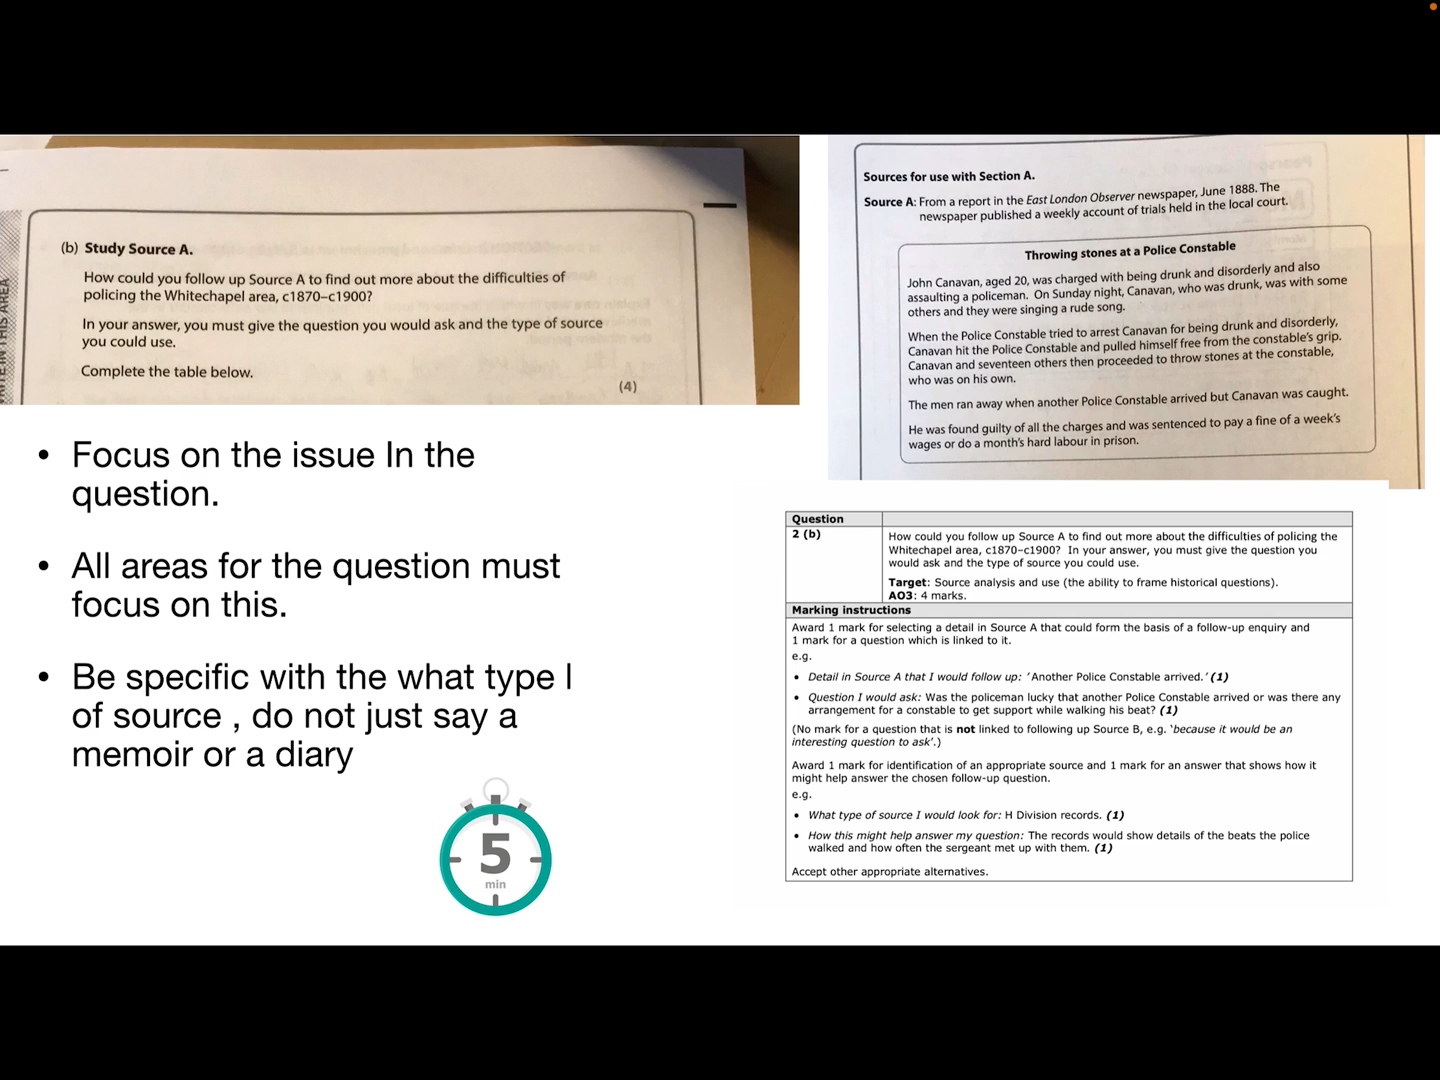 (b) Study Source A.
How could you follow up Source A to find out more about the difficulties of
policing the Whitechapel area, c1870–c1900?
In your answer, you must give the question you would ask and the type of source
you could use.
Complete the table below.
(4)
• Focus on the issue In the
question.
• All areas for the question must
focus on this.
• Be specific with the what type I
of source , do not just say a
memoir or a diary
5
min
Sources for use with Section A.
Source A: From a report in the East London Observer newspaper, June 1888. The
newspaper published a weekly account of trials held in the local court.
Throwing stones at a Police Constable
John Canavan, aged 20, was charged with being drunk and disorderly and also
assaulting a policeman. On Sunday night, Canavan, who was drunk, was with some
others and they were singing a rude song.
When the Police Constable tried to arrest Canavan for being drunk and disorderly,
Canavan hit the Police Constable and pulled himself free from the constable's grip.
Canavan and seventeen others then proceeded to throw stones at the constable,
who was on his own.
The men ran away when another Police Constable arrived but Canavan was caught.
He was found guilty of all the charges and was sentenced to pay a fine of a week's
wages or do a month's hard labour in prison.
Question
2 (b)
How could you follow up Source A to find out more about the difficulties of policing the
Whitechapel area, c1870–c1900? In your answer, you must give the question you
would ask and the type of source you could use.
Target: Source analysis and use (the ability to frame historical questions).
AO3: 4 marks.
Marking instructions
Award 1 mark for selecting a detail in Source A that could form the basis of a follow-up enquiry and
1 mark for a question which is linked to it.
e.g.
• Detail in Source A that I would follow up: 'Another Police Constable arrived.' (1)
• Question I would ask: Was the policeman lucky that another Police Constable arrived or was there any
arrangement for a constable to get support while walking his beat? (1)
(No mark for a question that is not linked to following up Source B, e.g. 'because it would be an
interesting question to ask'.)
Award 1 mark for identification of an appropriate source and 1 mark for an answer that shows how it
might help answer the chosen follow-up question.
e.g.
• What type of source I would look for: H Division records. (1)
• How this might help answer my question: The records would show details of the beats the police
walked and how often the sergeant met up with them. (1)
Accept other appropriate alternatives.